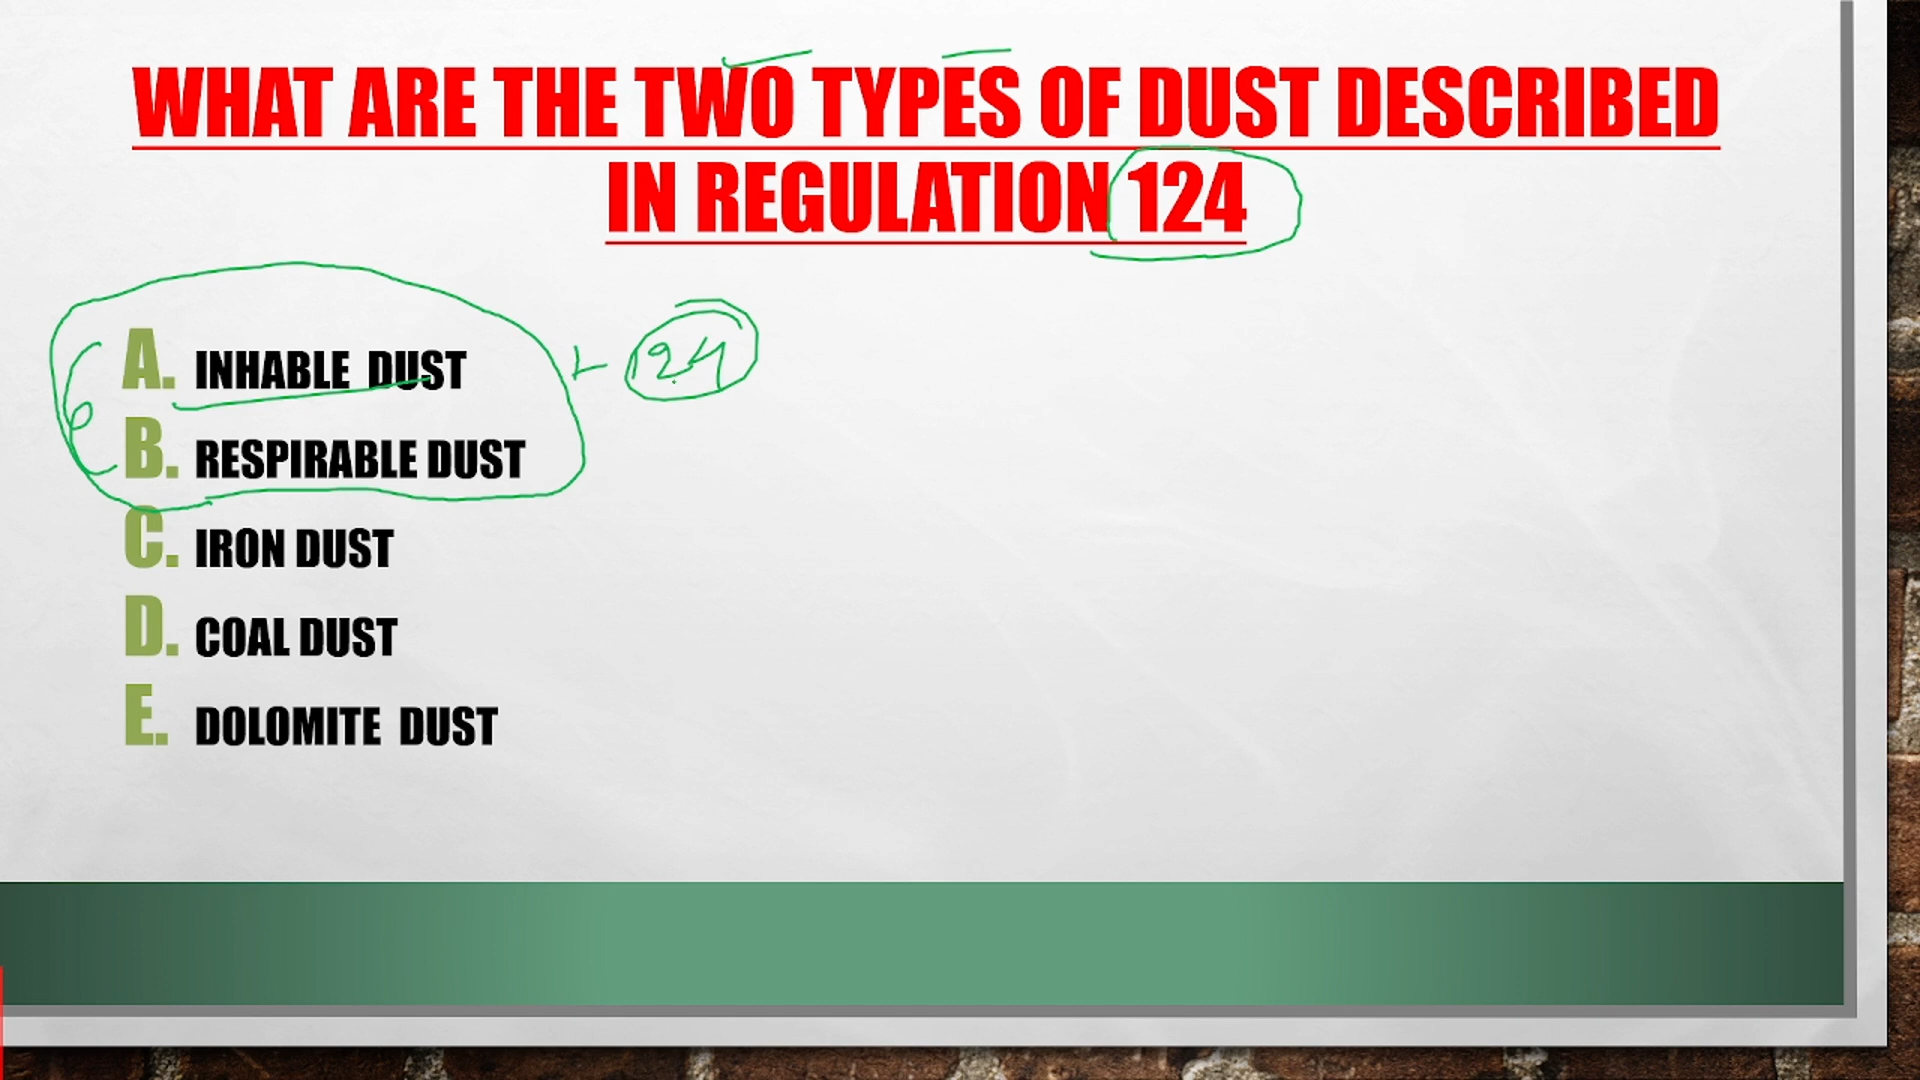 WHAT ARE THE TWO TYPES OF DUST DESCRIBED
IN REGULATION 124
A. INHABLE DUST
124
B. RESPIRABLE DUST
C. IRON DUST
D. COAL DUST
E. DOLOMITE DUST